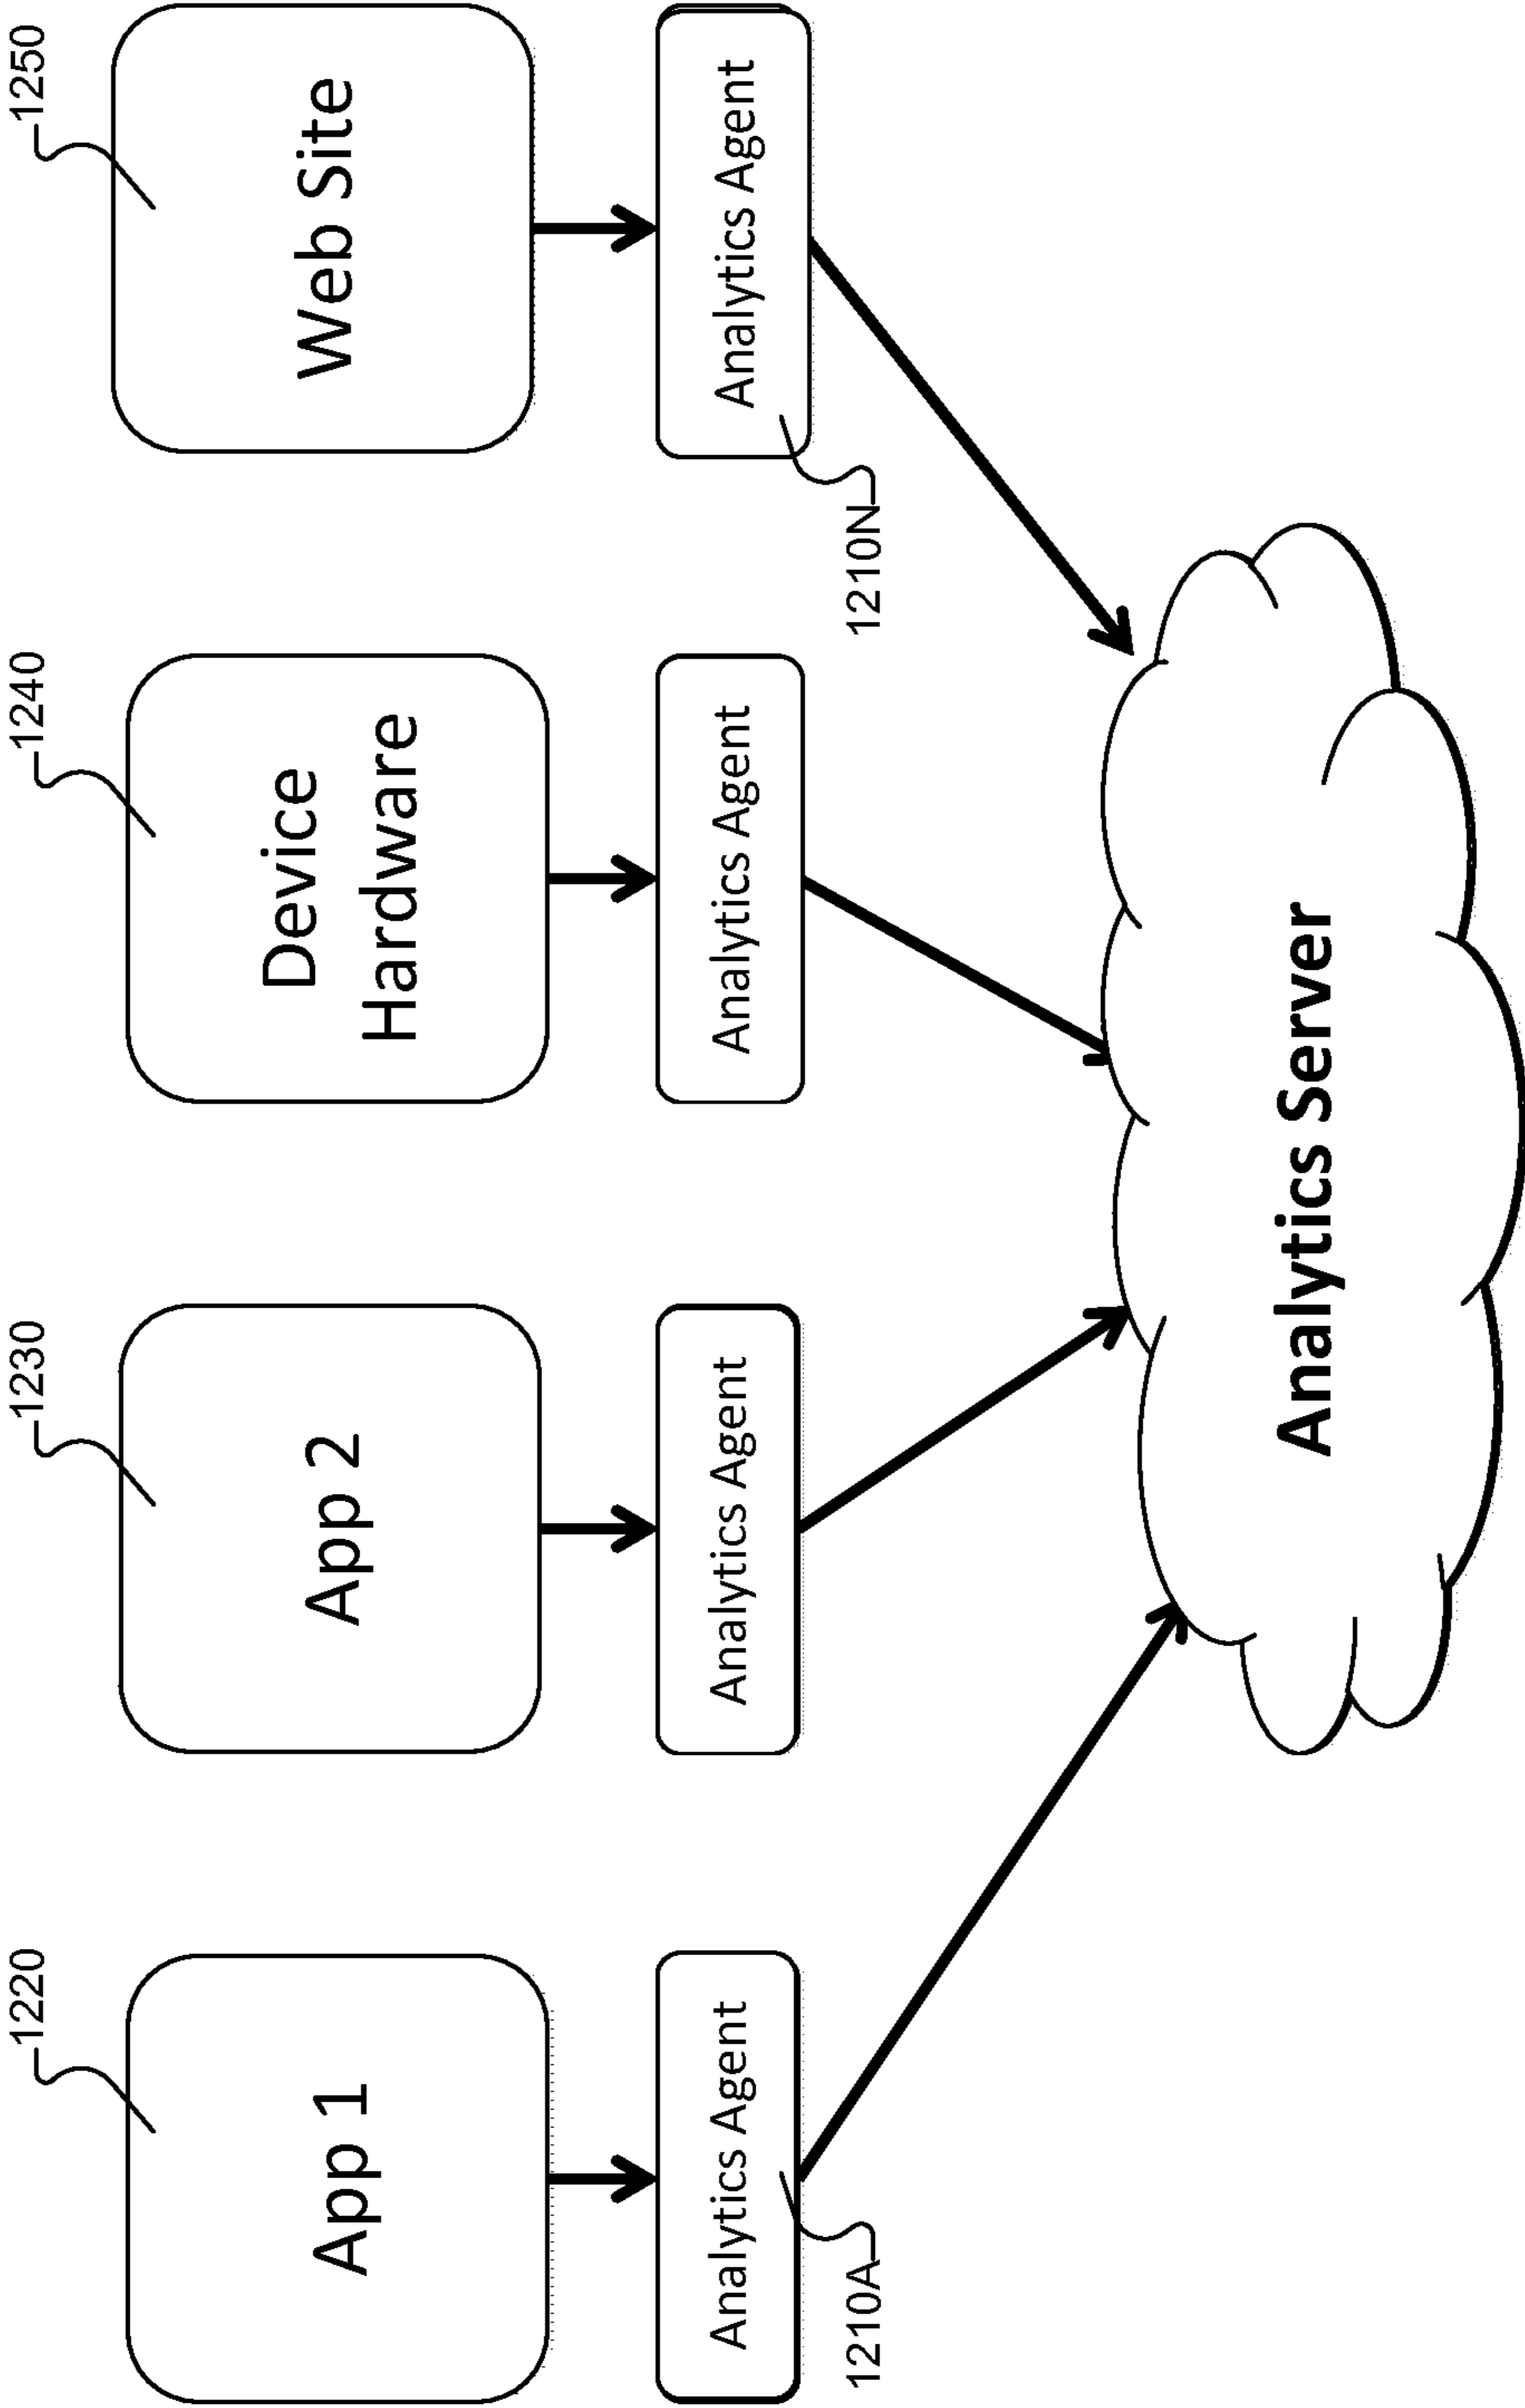 1220
1230
1240
1250
App 1
App 2
Device
Hardware
Web Site
Analytics Agent
Analytics Agent
Analytics Agent
Analytics Agent
1210A
1210N
Analytics Server